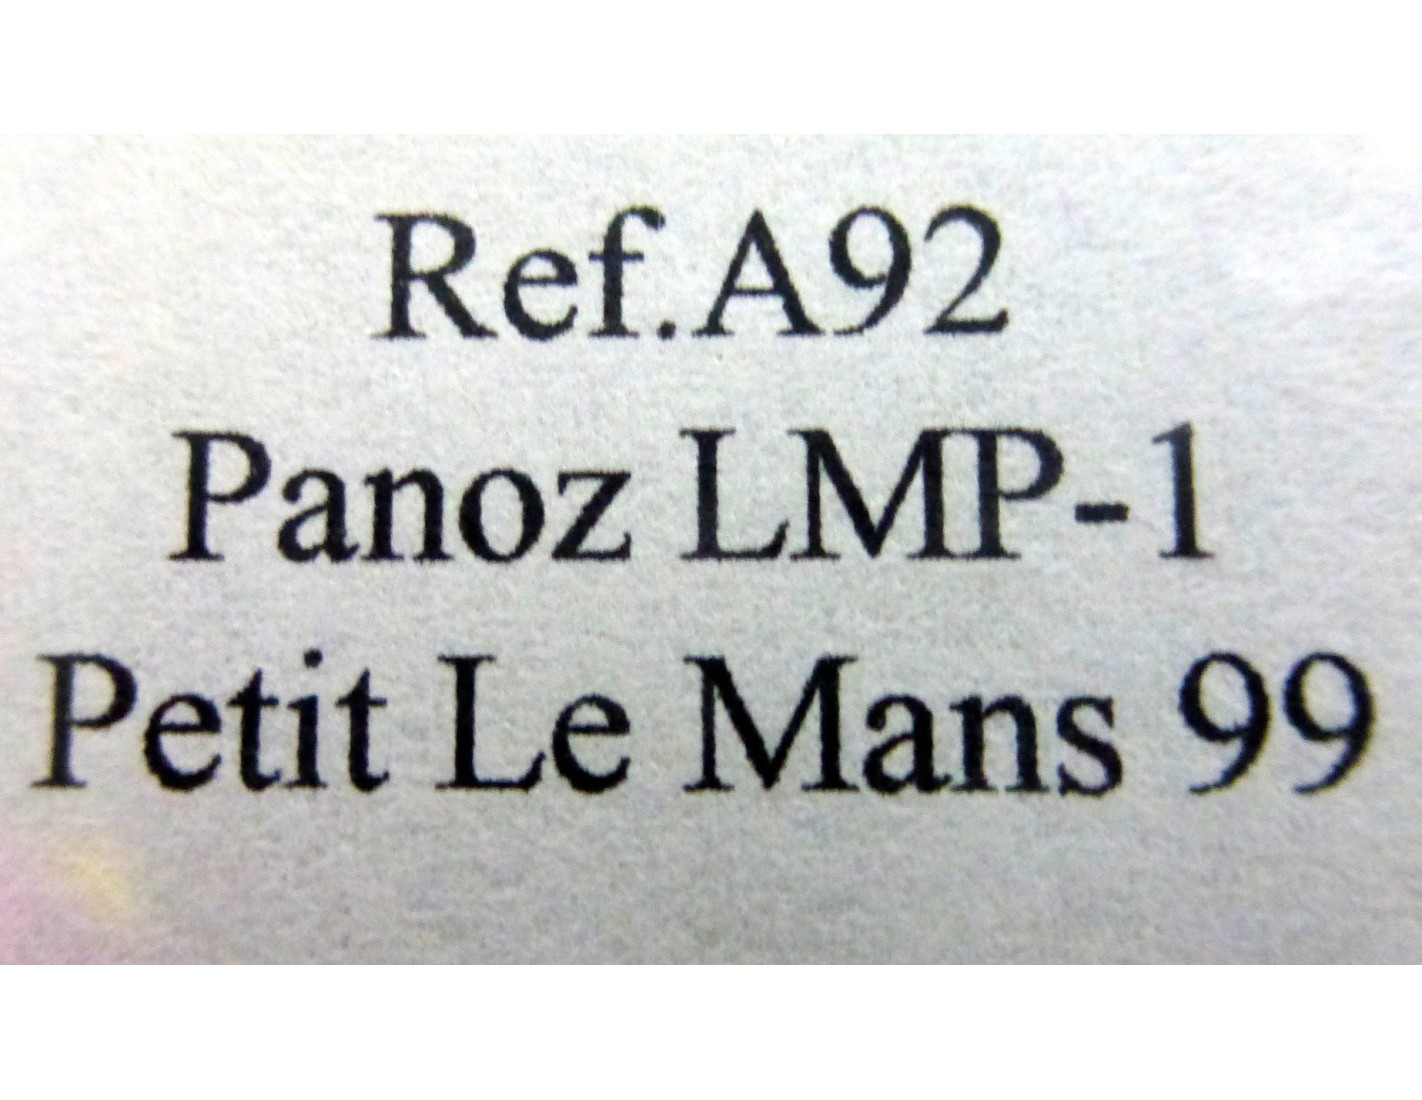 Ref.A92
Panoz LMP-1
Petit Le Mans 99